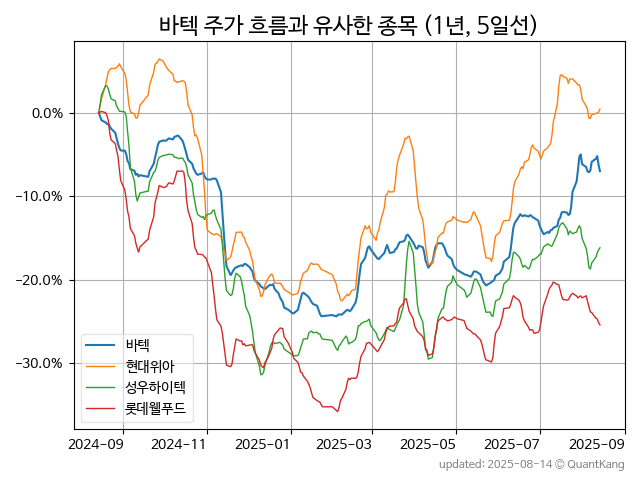 바텍 주가 흐름과 유사한 종목 (1년, 5일선)
0.0%
−10.0%
−20.0%
−30.0%
바텍
현대위아
성우하이텍
롯데웰푸드
2024-09
2024-11
2025-01
2025-03
2025-05
2025-07
2025-09
updated: 2025-08-14 © QuantKang